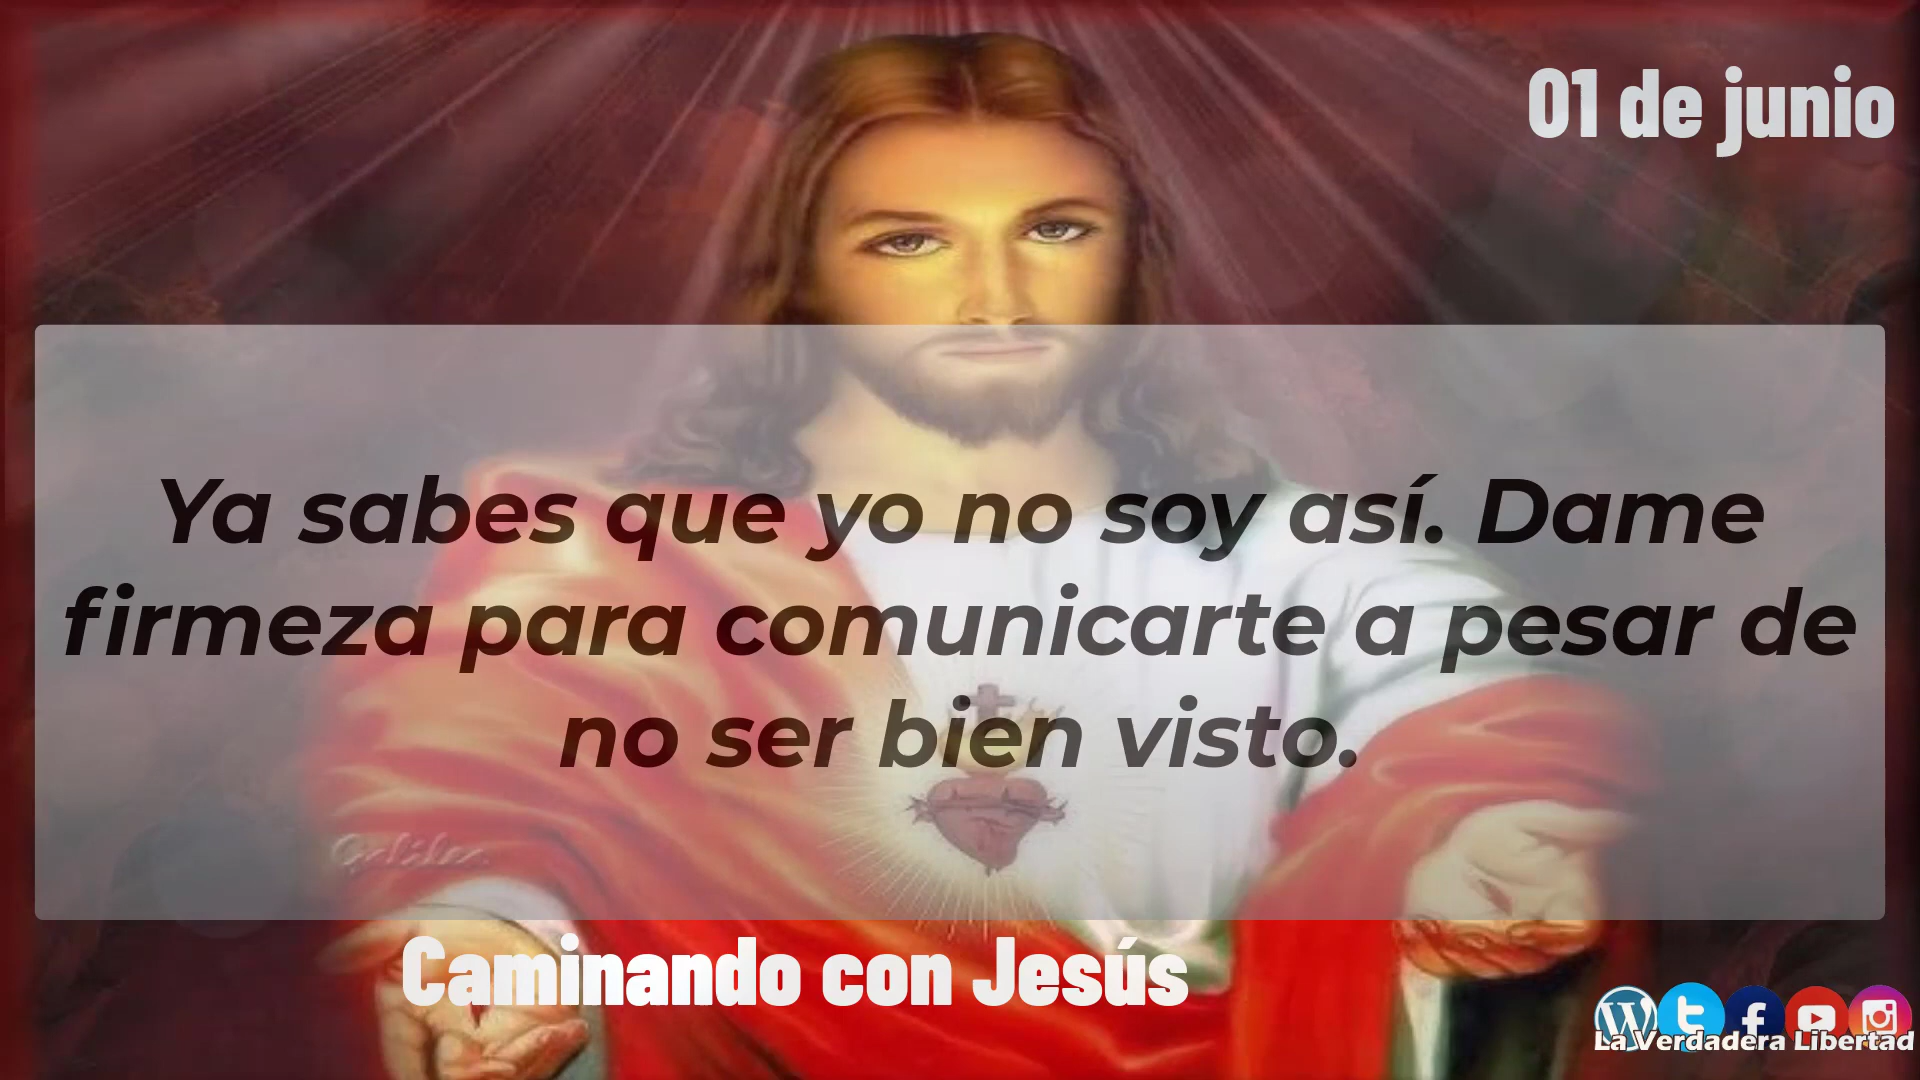 01 de junio
Ya sabes que yo no soy así. Dame
firmeza para comunicarte a pesar de
no ser bien visto.
Galilea
Caminando con Jesús
La Verdadera Libertad